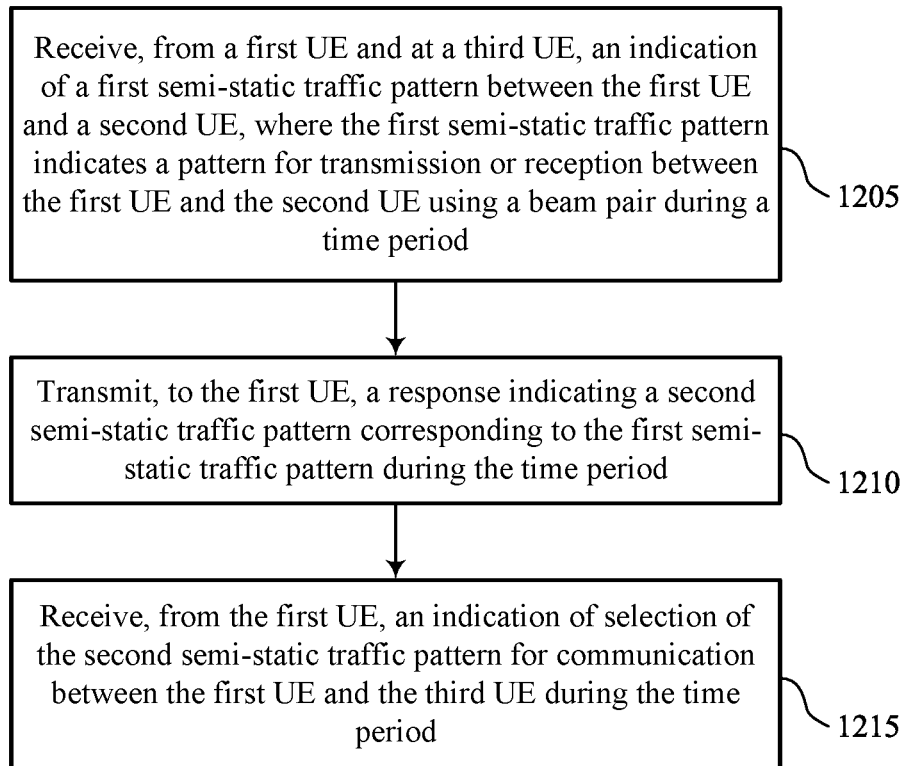 Receive, from a first UE and at a third UE, an indication
of a first semi-static traffic pattern between the first UE
and a second UE, where the first semi-static traffic pattern
indicates a pattern for transmission or reception between
the first UE and the second UE using a beam pair during a
time period
1205
Transmit, to the first UE, a response indicating a second
semi-static traffic pattern corresponding to the first semi-
static traffic pattern during the time period
1210
Receive, from the first UE, an indication of selection of
the second semi-static traffic pattern for communication
between the first UE and the third UE during the time
period
1215